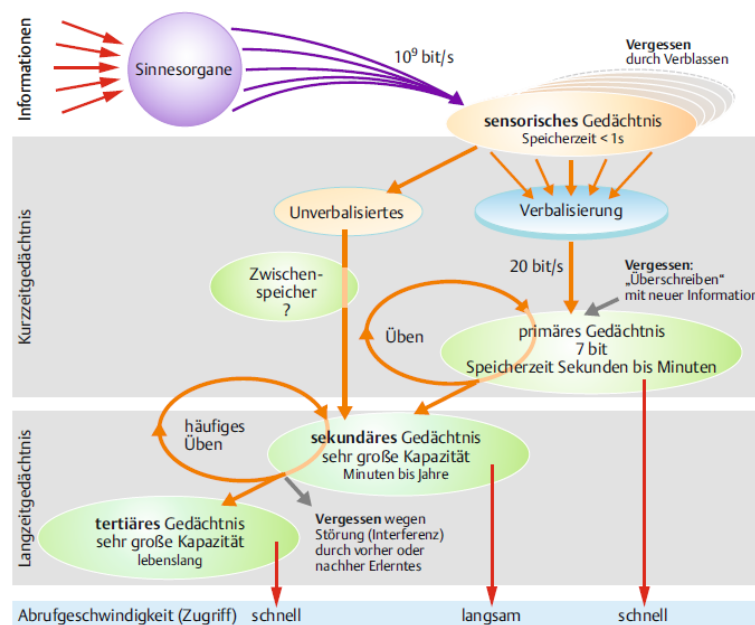 Informationen
Sinnesorgane
10⁹ bit/s
Vergessen
durch Verblassen
sensorisches Gedächtnis
Speicherzeit < 1s
Kurzzeitgedächtnis
Unverbalisiertes
Verbalisierung
Zwischen-
speicher
?
20 bit/s
Vergessen:
„Überschreiben“
mit neuer Information
Üben
primäres Gedächtnis
7 bit
Speicherzeit Sekunden bis Minuten
Langzeitgedächtnis
häufiges
Üben
sekundäres Gedächtnis
sehr große Kapazität
Minuten bis Jahre
tertiäres Gedächtnis
sehr große Kapazität
lebenslang
Vergessen wegen
Störung (Interferenz)
durch vorher oder
nachher Erlerntes
Abrufgeschwindigkeit (Zugriff) schnell langsam schnell